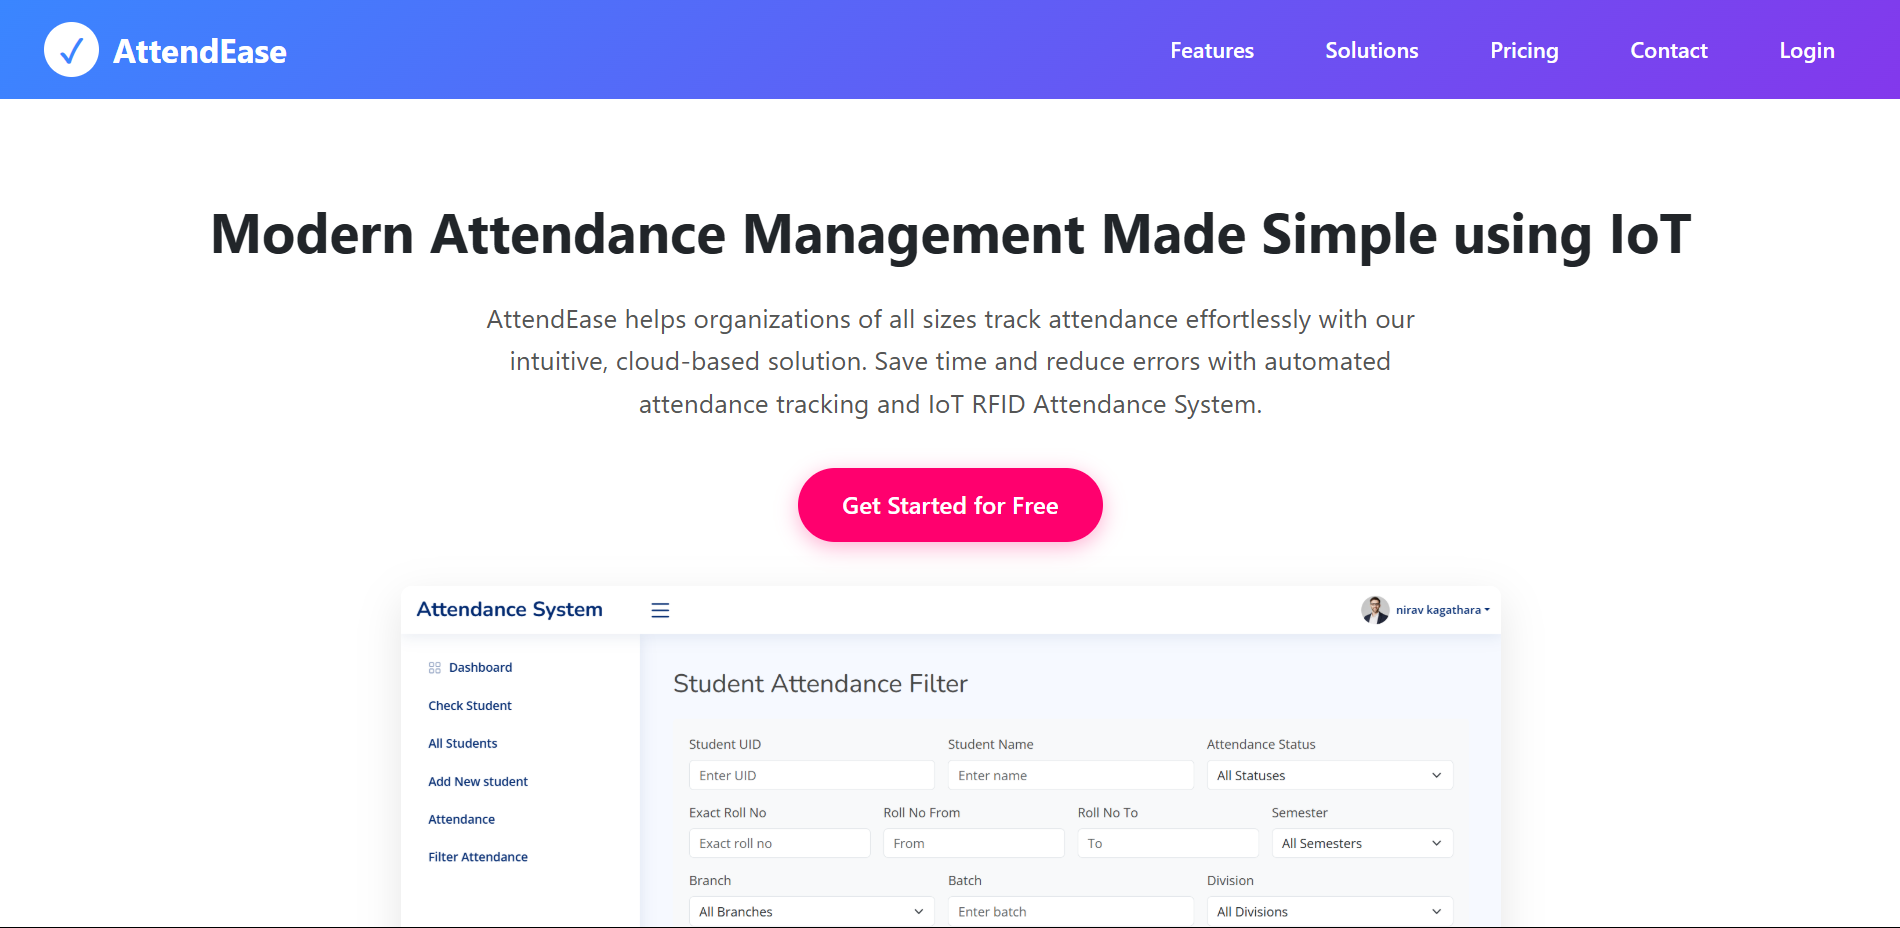 AttendEase
Features
Solutions
Pricing
Contact
Login
Modern Attendance Management Made Simple using IoT
AttendEase helps organizations of all sizes track attendance effortlessly with our
intuitive, cloud-based solution. Save time and reduce errors with automated
attendance tracking and IoT RFID Attendance System.
Get Started for Free
Attendance System
nirav kagathara
Dashboard
Check Student
All Students
Add New student
Attendance
Filter Attendance
Student Attendance Filter
Student UID
Enter UID
Student Name
Enter name
Attendance Status
All Statuses
Exact Roll No
Exact roll no
Roll No From
From
Roll No To
To
Semester
All Semesters
Branch
All Branches
Batch
Enter batch
Division
All Divisions